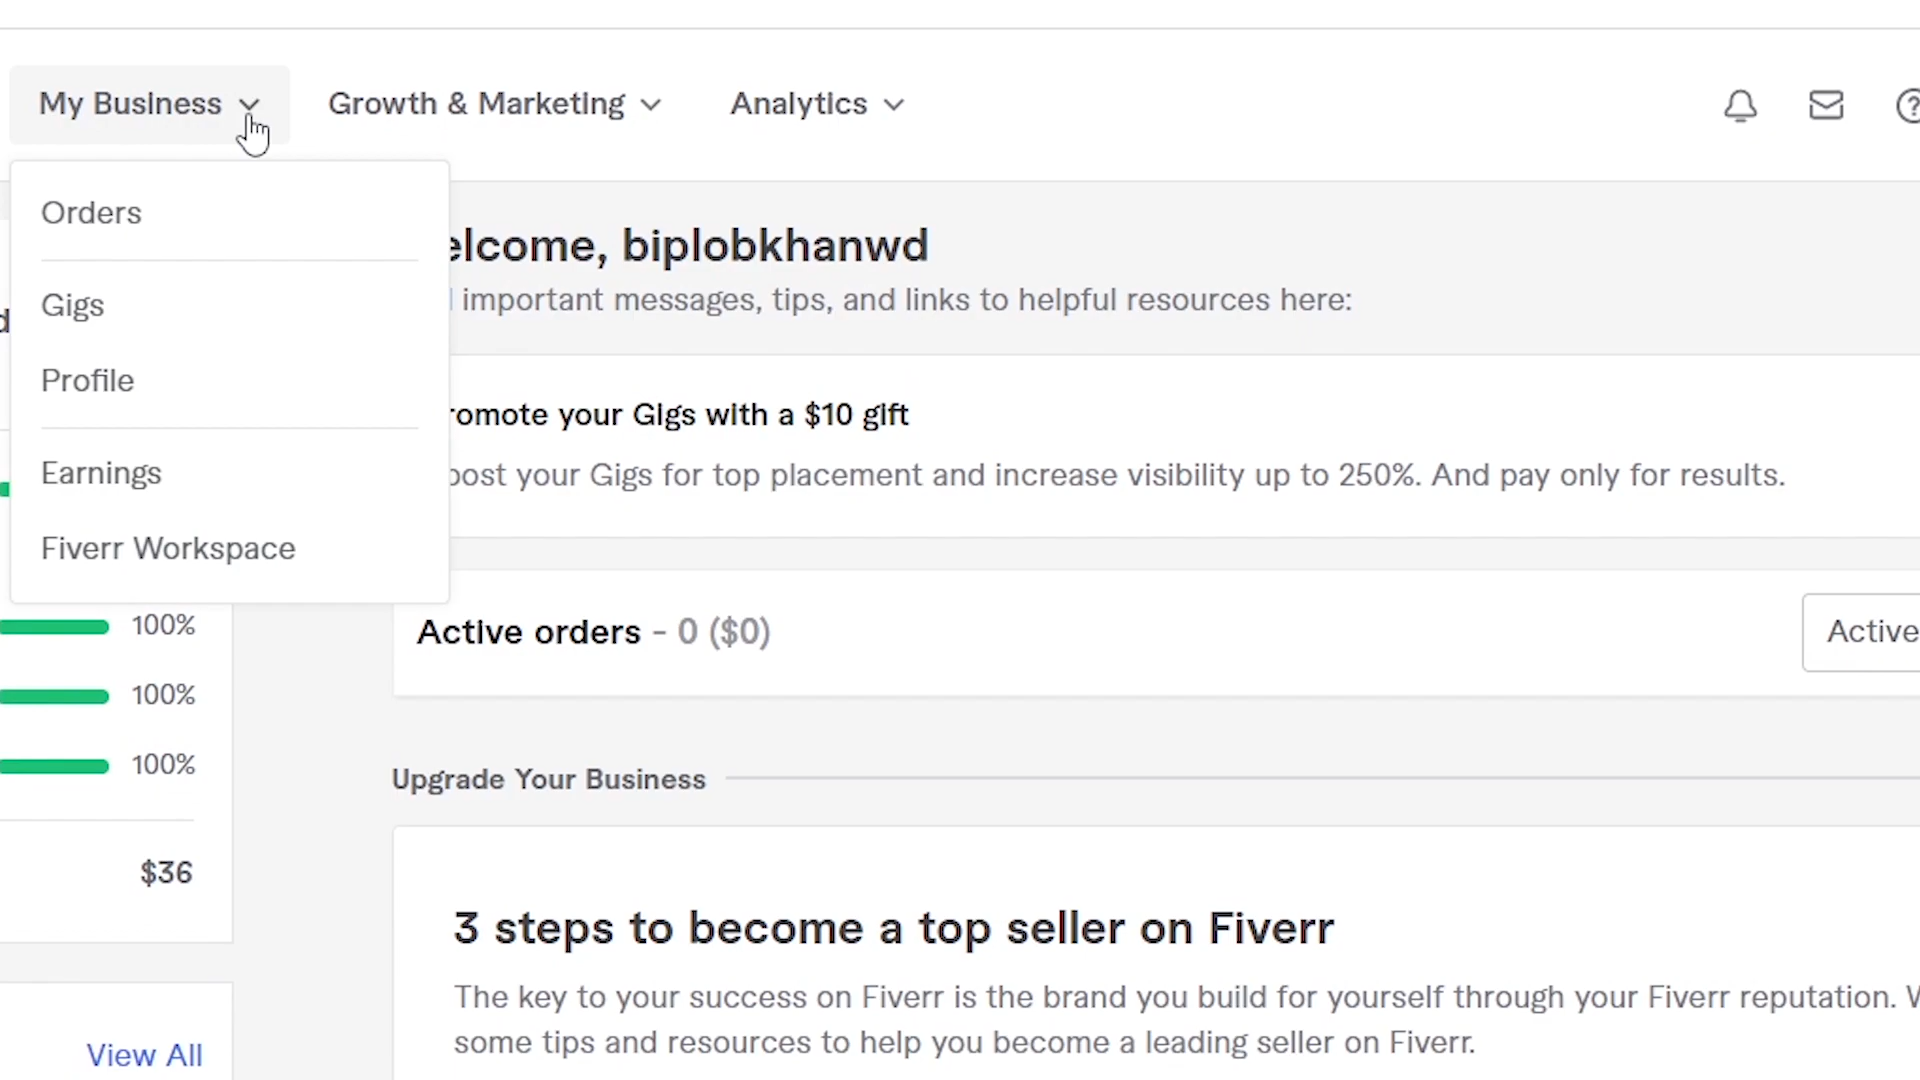 My Business
Growth & Marketing
Analytics
Orders
Gigs
Profile
Earnings
Fiverr Workspace
elcome, biplobkhanwd
important messages, tips, and links to helpful resources here:
romote your Gigs with a $10 gift
oost your Gigs for top placement and increase visibility up to 250%. And pay only for results.
Active orders - 0 ($0)
Active
100%
100%
100%
$36
View All
Upgrade Your Business
3 steps to become a top seller on Fiverr
The key to your success on Fiverr is the brand you build for yourself through your Fiverr reputation.
some tips and resources to help you become a leading seller on Fiverr.